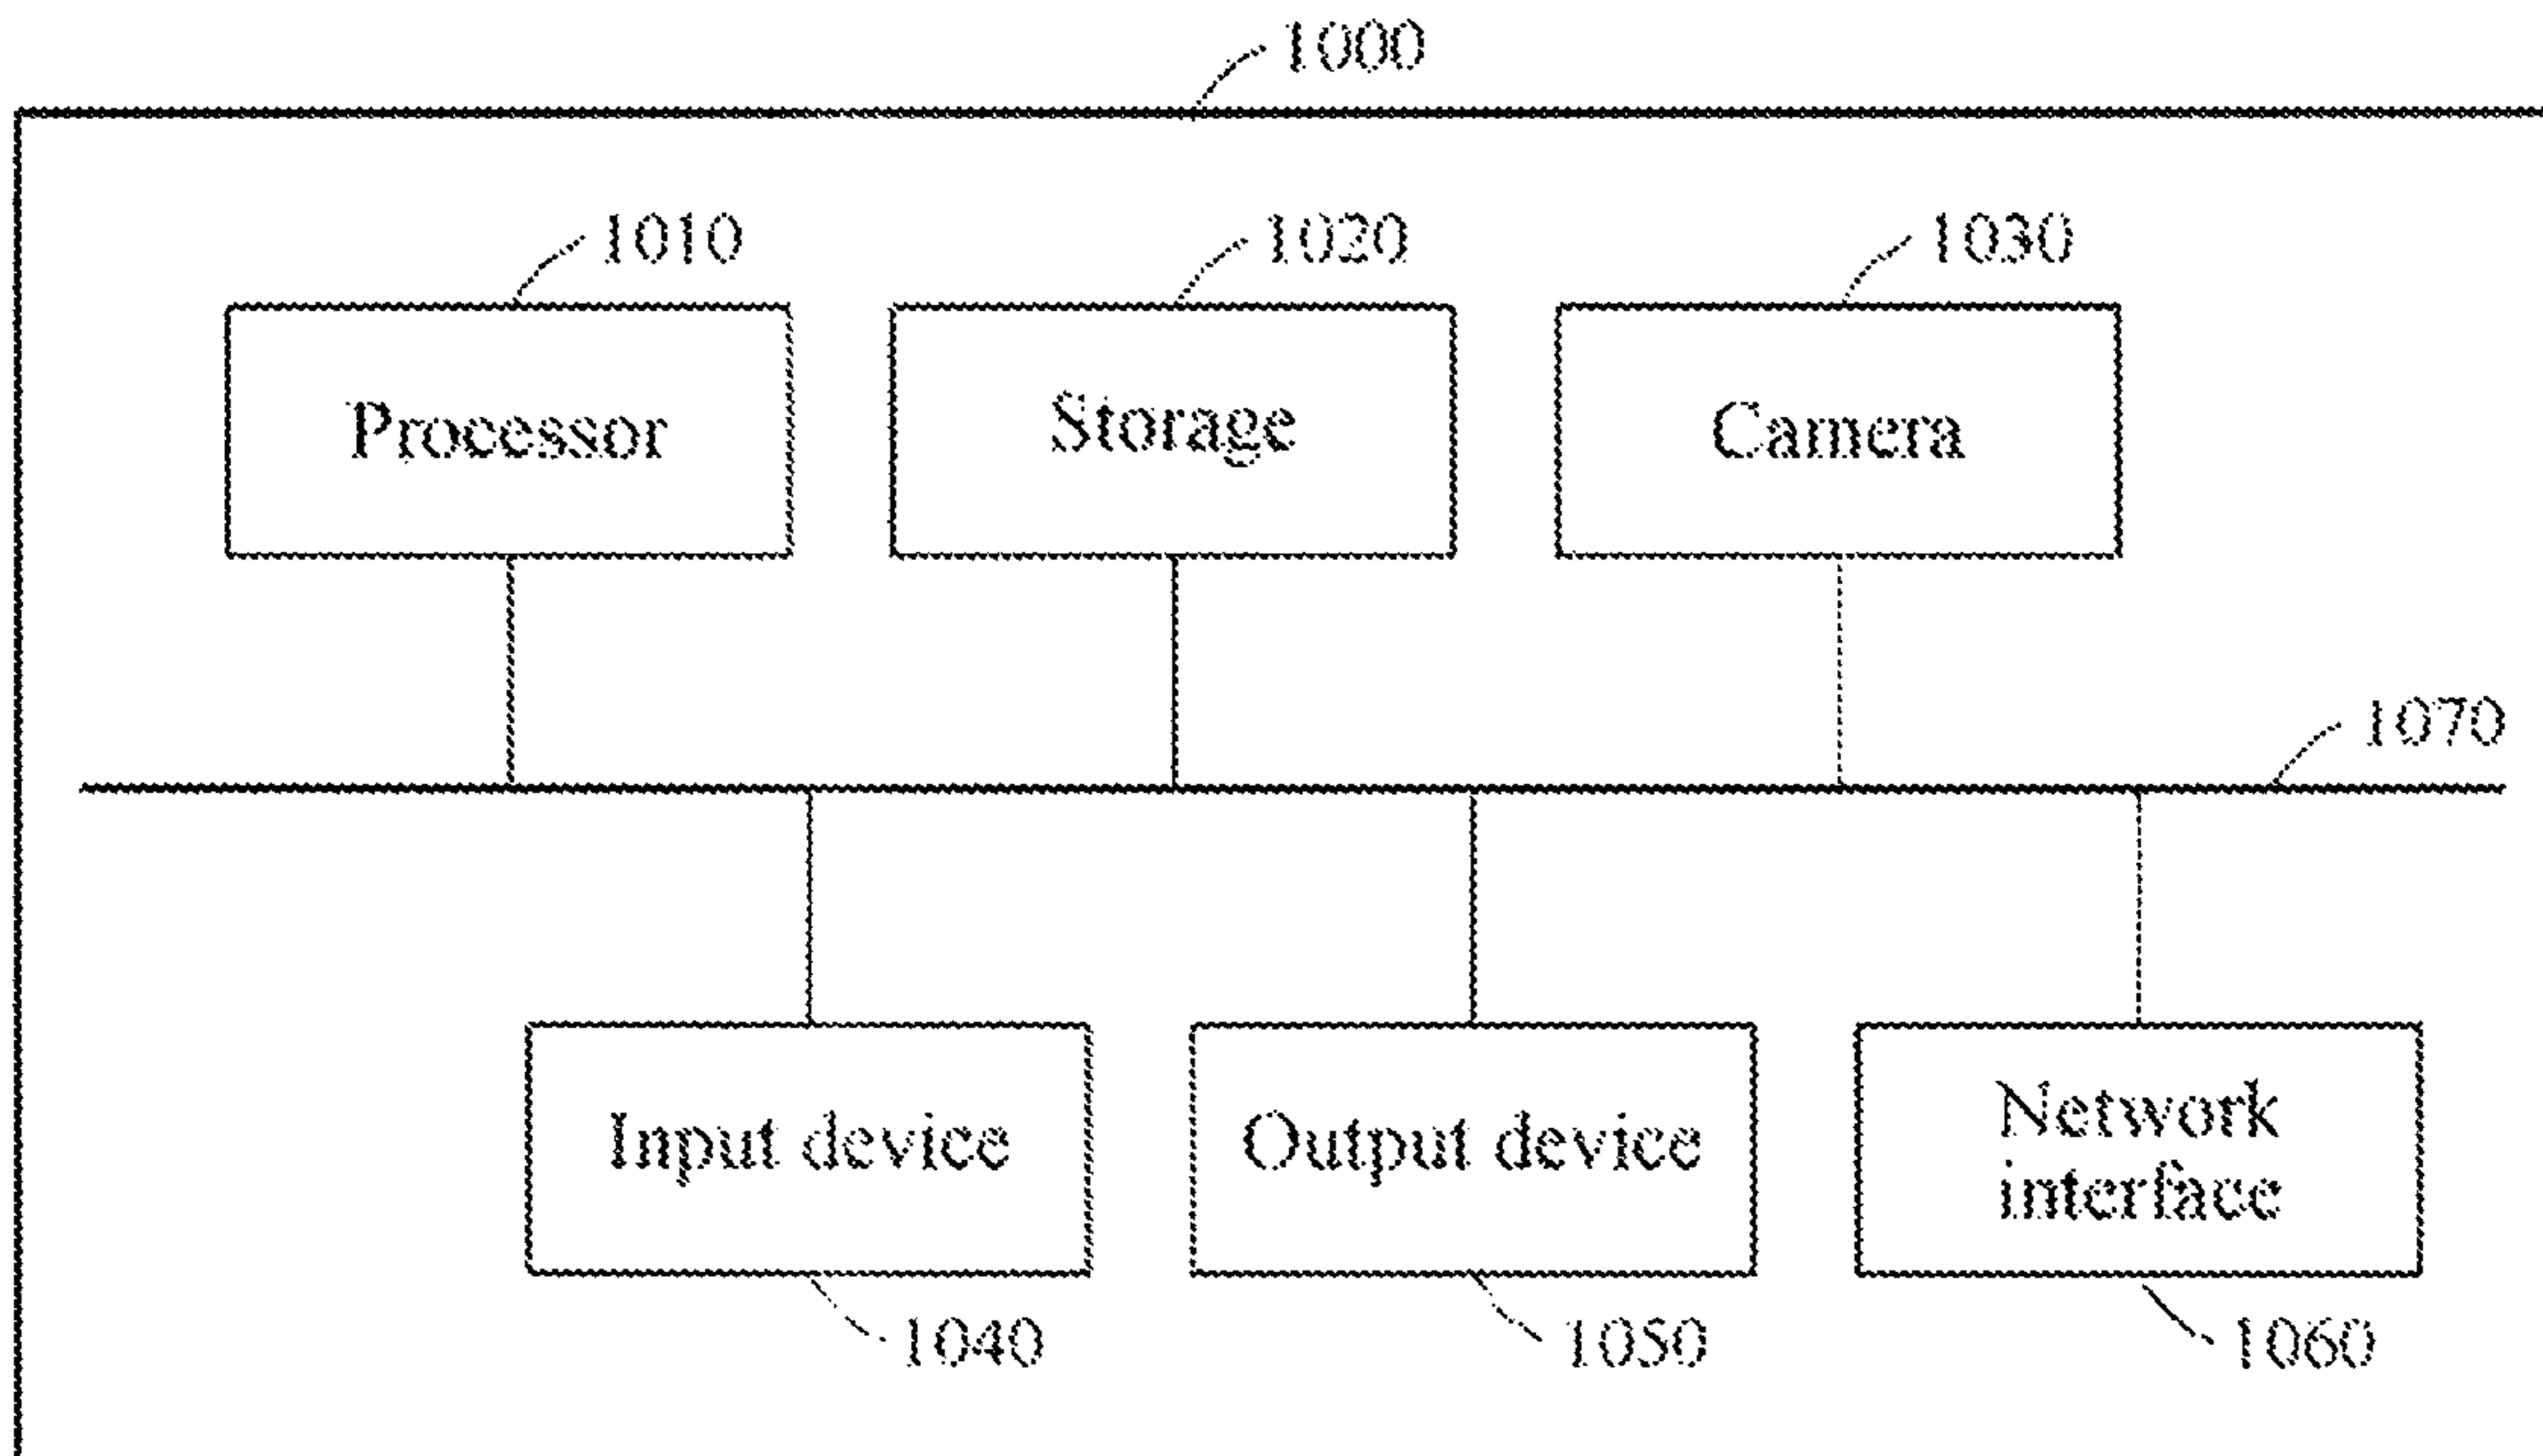 1000
1010
1020
1030
Processor
Storage
Camera
1070
Input device
Output device
Network
interface
1040
1050
1060